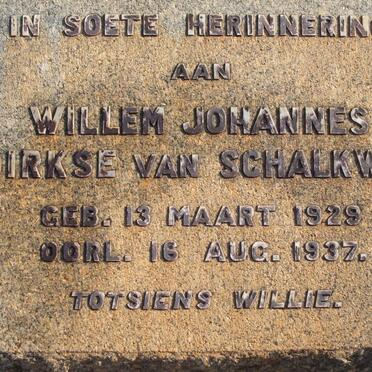 IN SOETE HERINNERING
AAN
WILLEM JOHANNES
IRKSE VAN SCHALKW
GEB. 13 MAART 1929
OORL. 16 AUG. 1937.
TOTSIENS WILLIE.